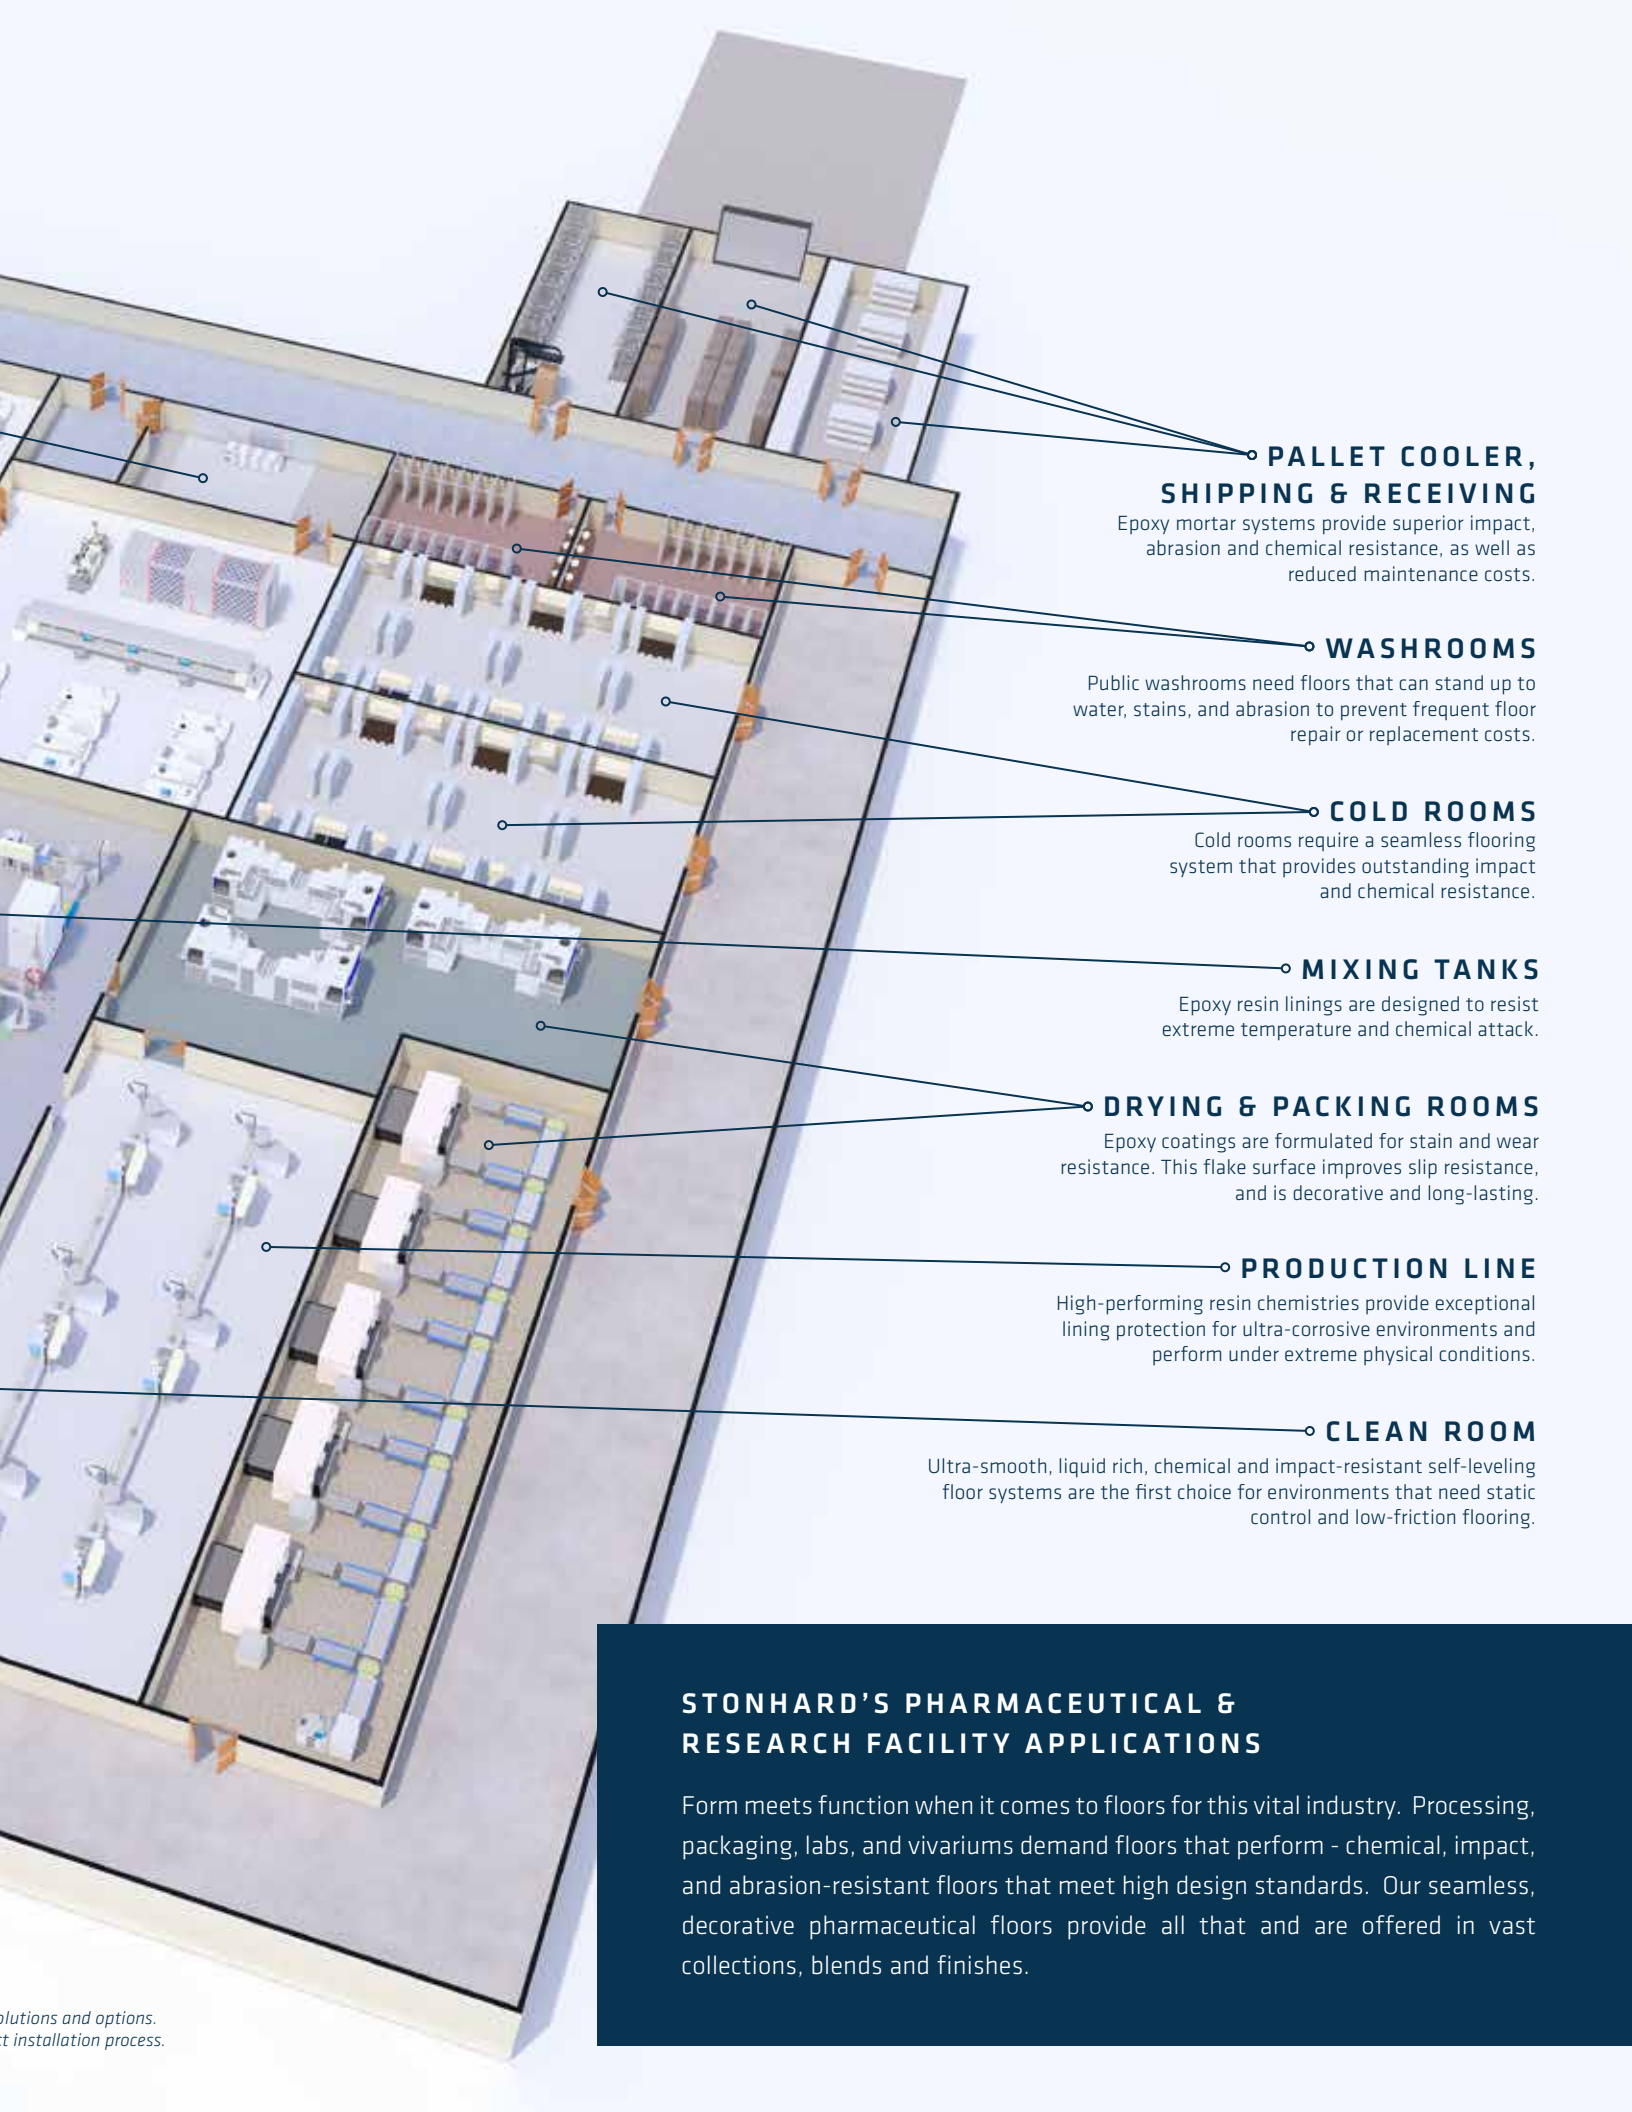 PALLET COOLER,
SHIPPING & RECEIVING
Epoxy mortar systems provide superior impact,
abrasion and chemical resistance, as well as
reduced maintenance costs.
WASHROOMS
Public washrooms need floors that can stand up to
water, stains, and abrasion to prevent frequent floor
repair or replacement costs.
COLD ROOMS
Cold rooms require a seamless flooring
system that provides outstanding impact
and chemical resistance.
MIXING TANKS
Epoxy resin linings are designed to resist
extreme temperature and chemical attack.
DRYING & PACKING ROOMS
Epoxy coatings are formulated for stain and wear
resistance. This flake surface improves slip resistance,
and is decorative and long-lasting.
PRODUCTION LINE
High-performing resin chemistries provide exceptional
lining protection for ultra-corrosive environments and
perform under extreme physical conditions.
CLEAN ROOM
Ultra-smooth, liquid rich, chemical and impact-resistant self-leveling
floor systems are the first choice for environments that need static
control and low-friction flooring.
STONHARD'S PHARMACEUTICAL &
RESEARCH FACILITY APPLICATIONS
Form meets function when it comes to floors for this vital industry. Processing,
packaging, labs, and vivariums demand floors that perform - chemical, impact,
and abrasion-resistant floors that meet high design standards. Our seamless,
decorative pharmaceutical floors provide all that and are offered in vast
collections, blends and finishes.
and options.
installation process.